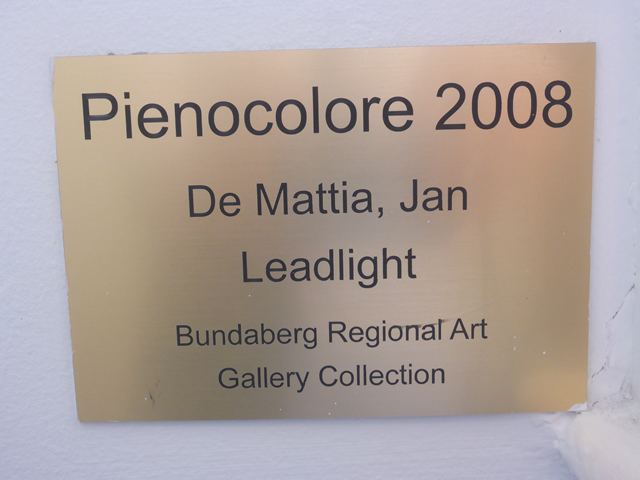 Pienocolore 2008
De Mattia, Jan
Leadlight
Bundaberg Regional Art
Gallery Collection